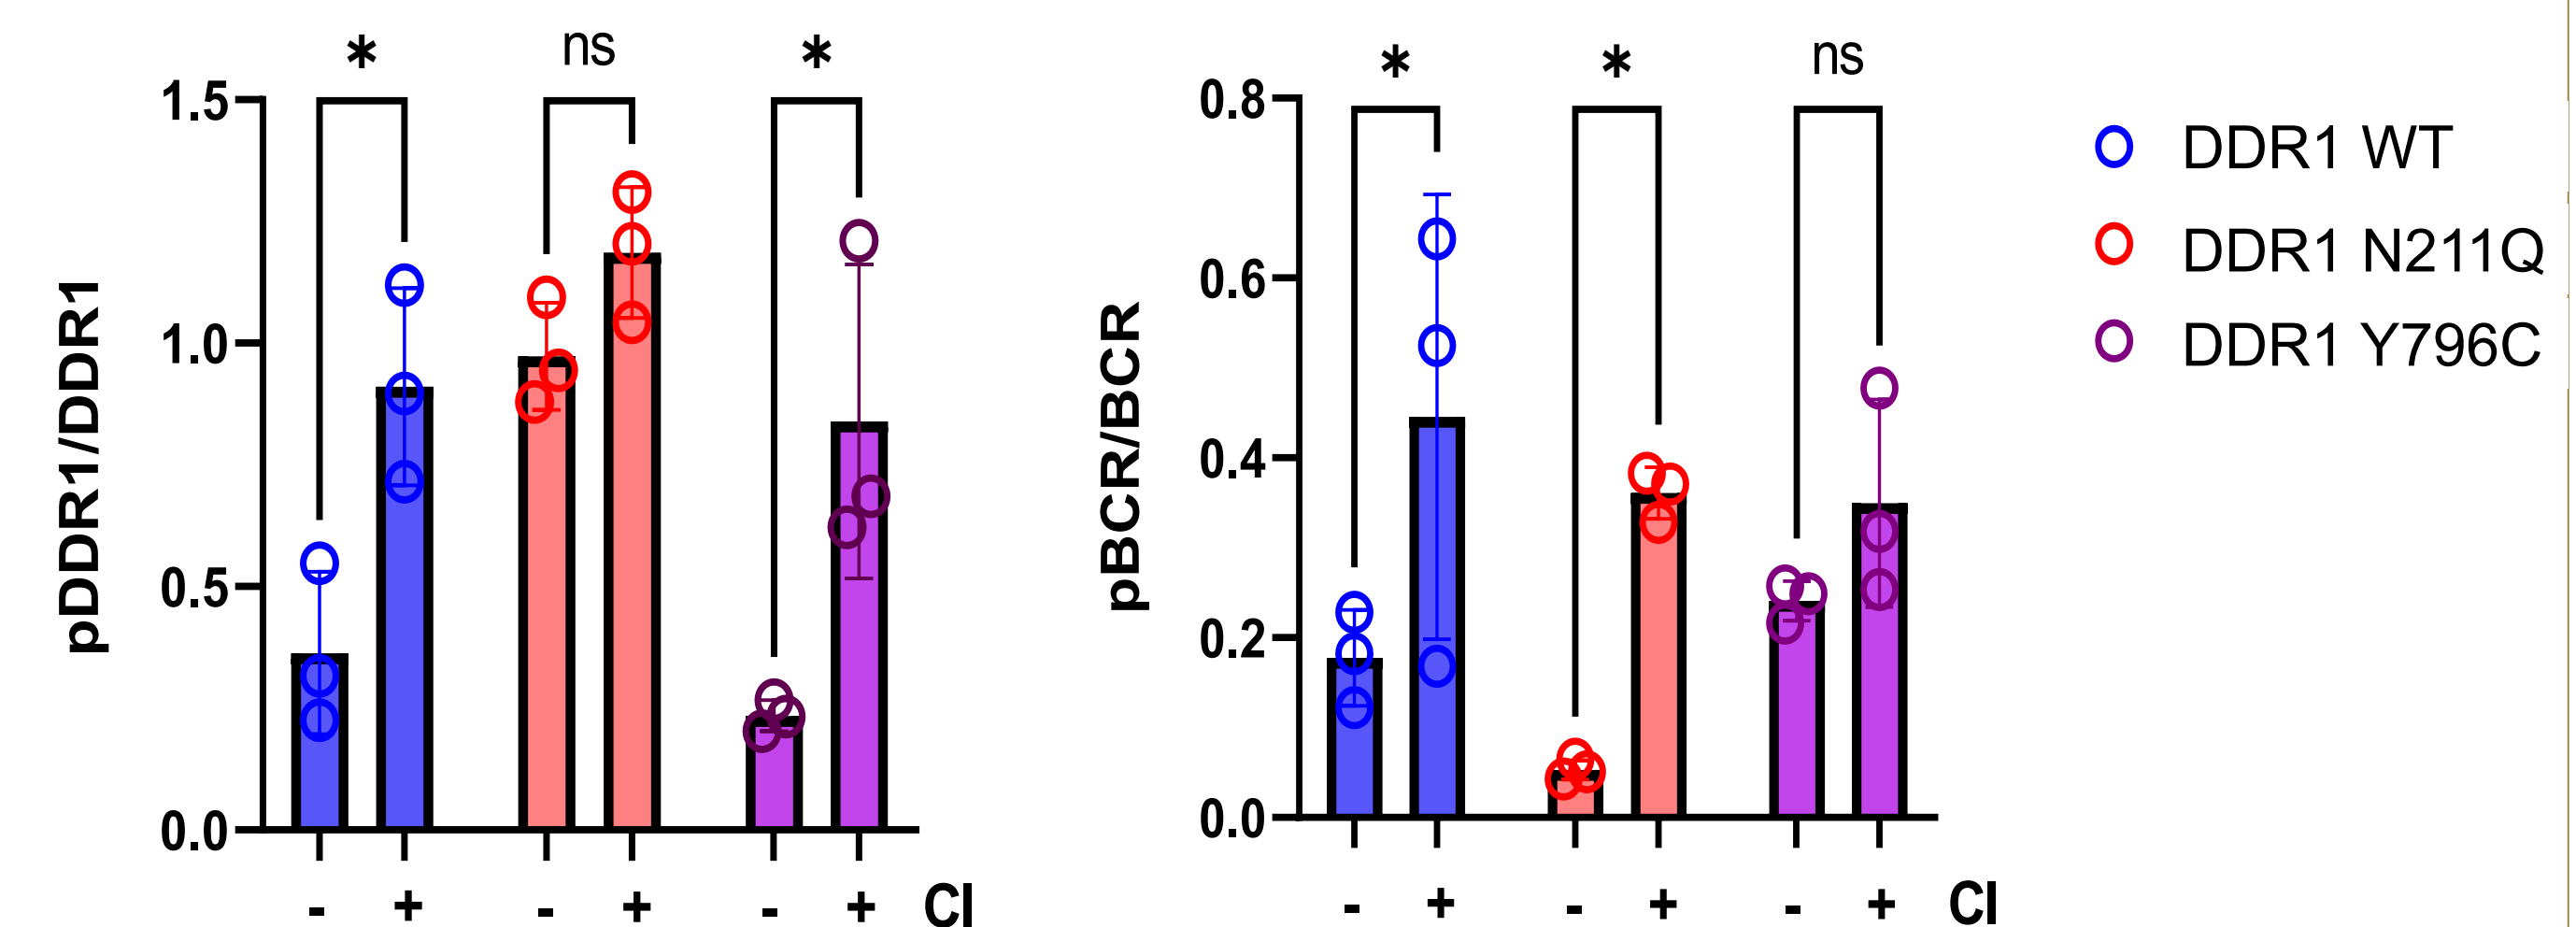 * ns *
pDDR1/DDR1
1.5
1.0
0.5
0.0
- + - + - + CI
* * ns
pBCR/BCR
0.8
0.6
0.4
0.2
0.0
- + - + - + CI
DDR1 WT
DDR1 N211Q
DDR1 Y796C